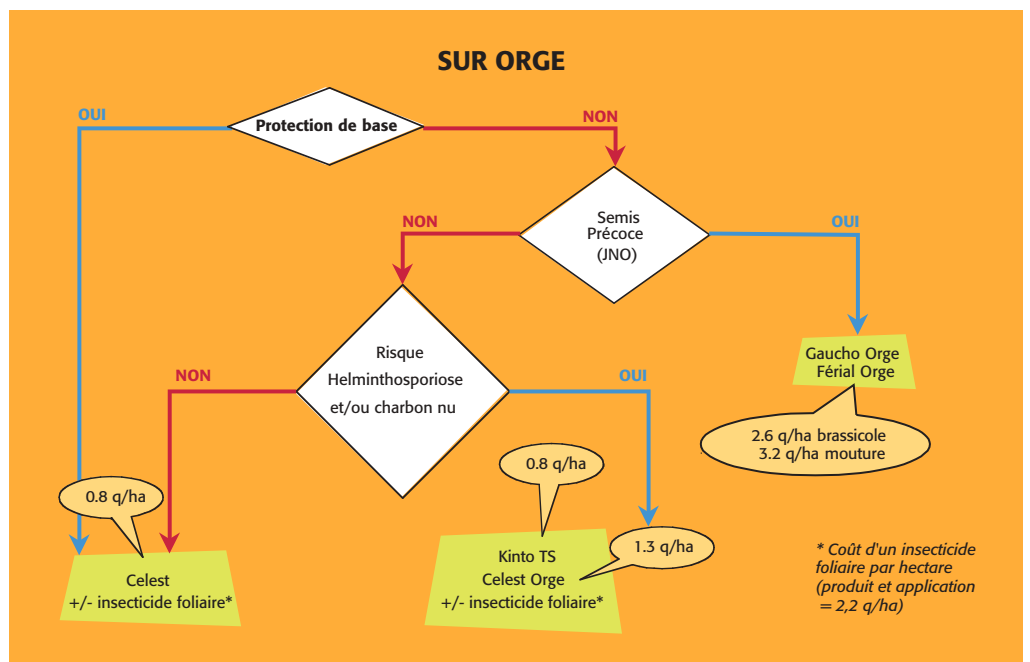 SUR ORGE
OUI
Protection de base
NON
Semis
Précoce
(JNO)
NON
OUI
Gaucho Orge
Férial Orge
2.6 q/ha brassicole
3.2 q/ha mouture
Risque
Helminthosporiose
et/ou charbon nu
NON
OUI
0.8 q/ha
Celest
+/- insecticide foliaire*
0.8 q/ha
1.3 q/ha
Kinto TS
Celest Orge
+/- insecticide foliaire*
* Coût d'un insecticide
foliaire par hectare
(produit et application
= 2,2 q/ha)